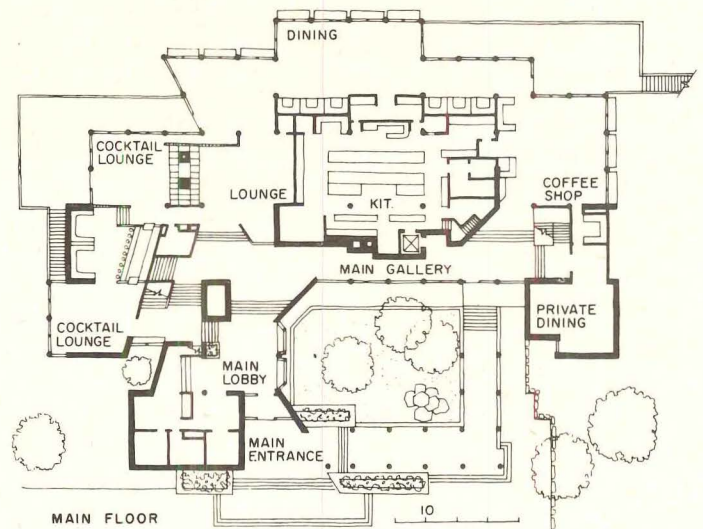 DINING
COCKTAIL
LOUNGE
LOUNGE
KIT.
COFFEE
SHOP
MAIN GALLERY
COCKTAIL
LOUNGE
PRIVATE
DINING
MAIN
LOBBY
MAIN
ENTRANCE
MAIN FLOOR
10